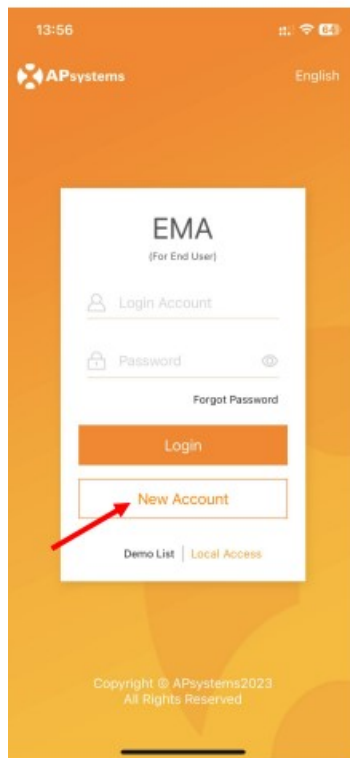 13:56
64
APsystems
English
EMA
(For End User)
Login Account
Password
Forgot Password
Login
New Account
Demo List | Local Access
Copyright © APsystems2023
All Rights Reserved